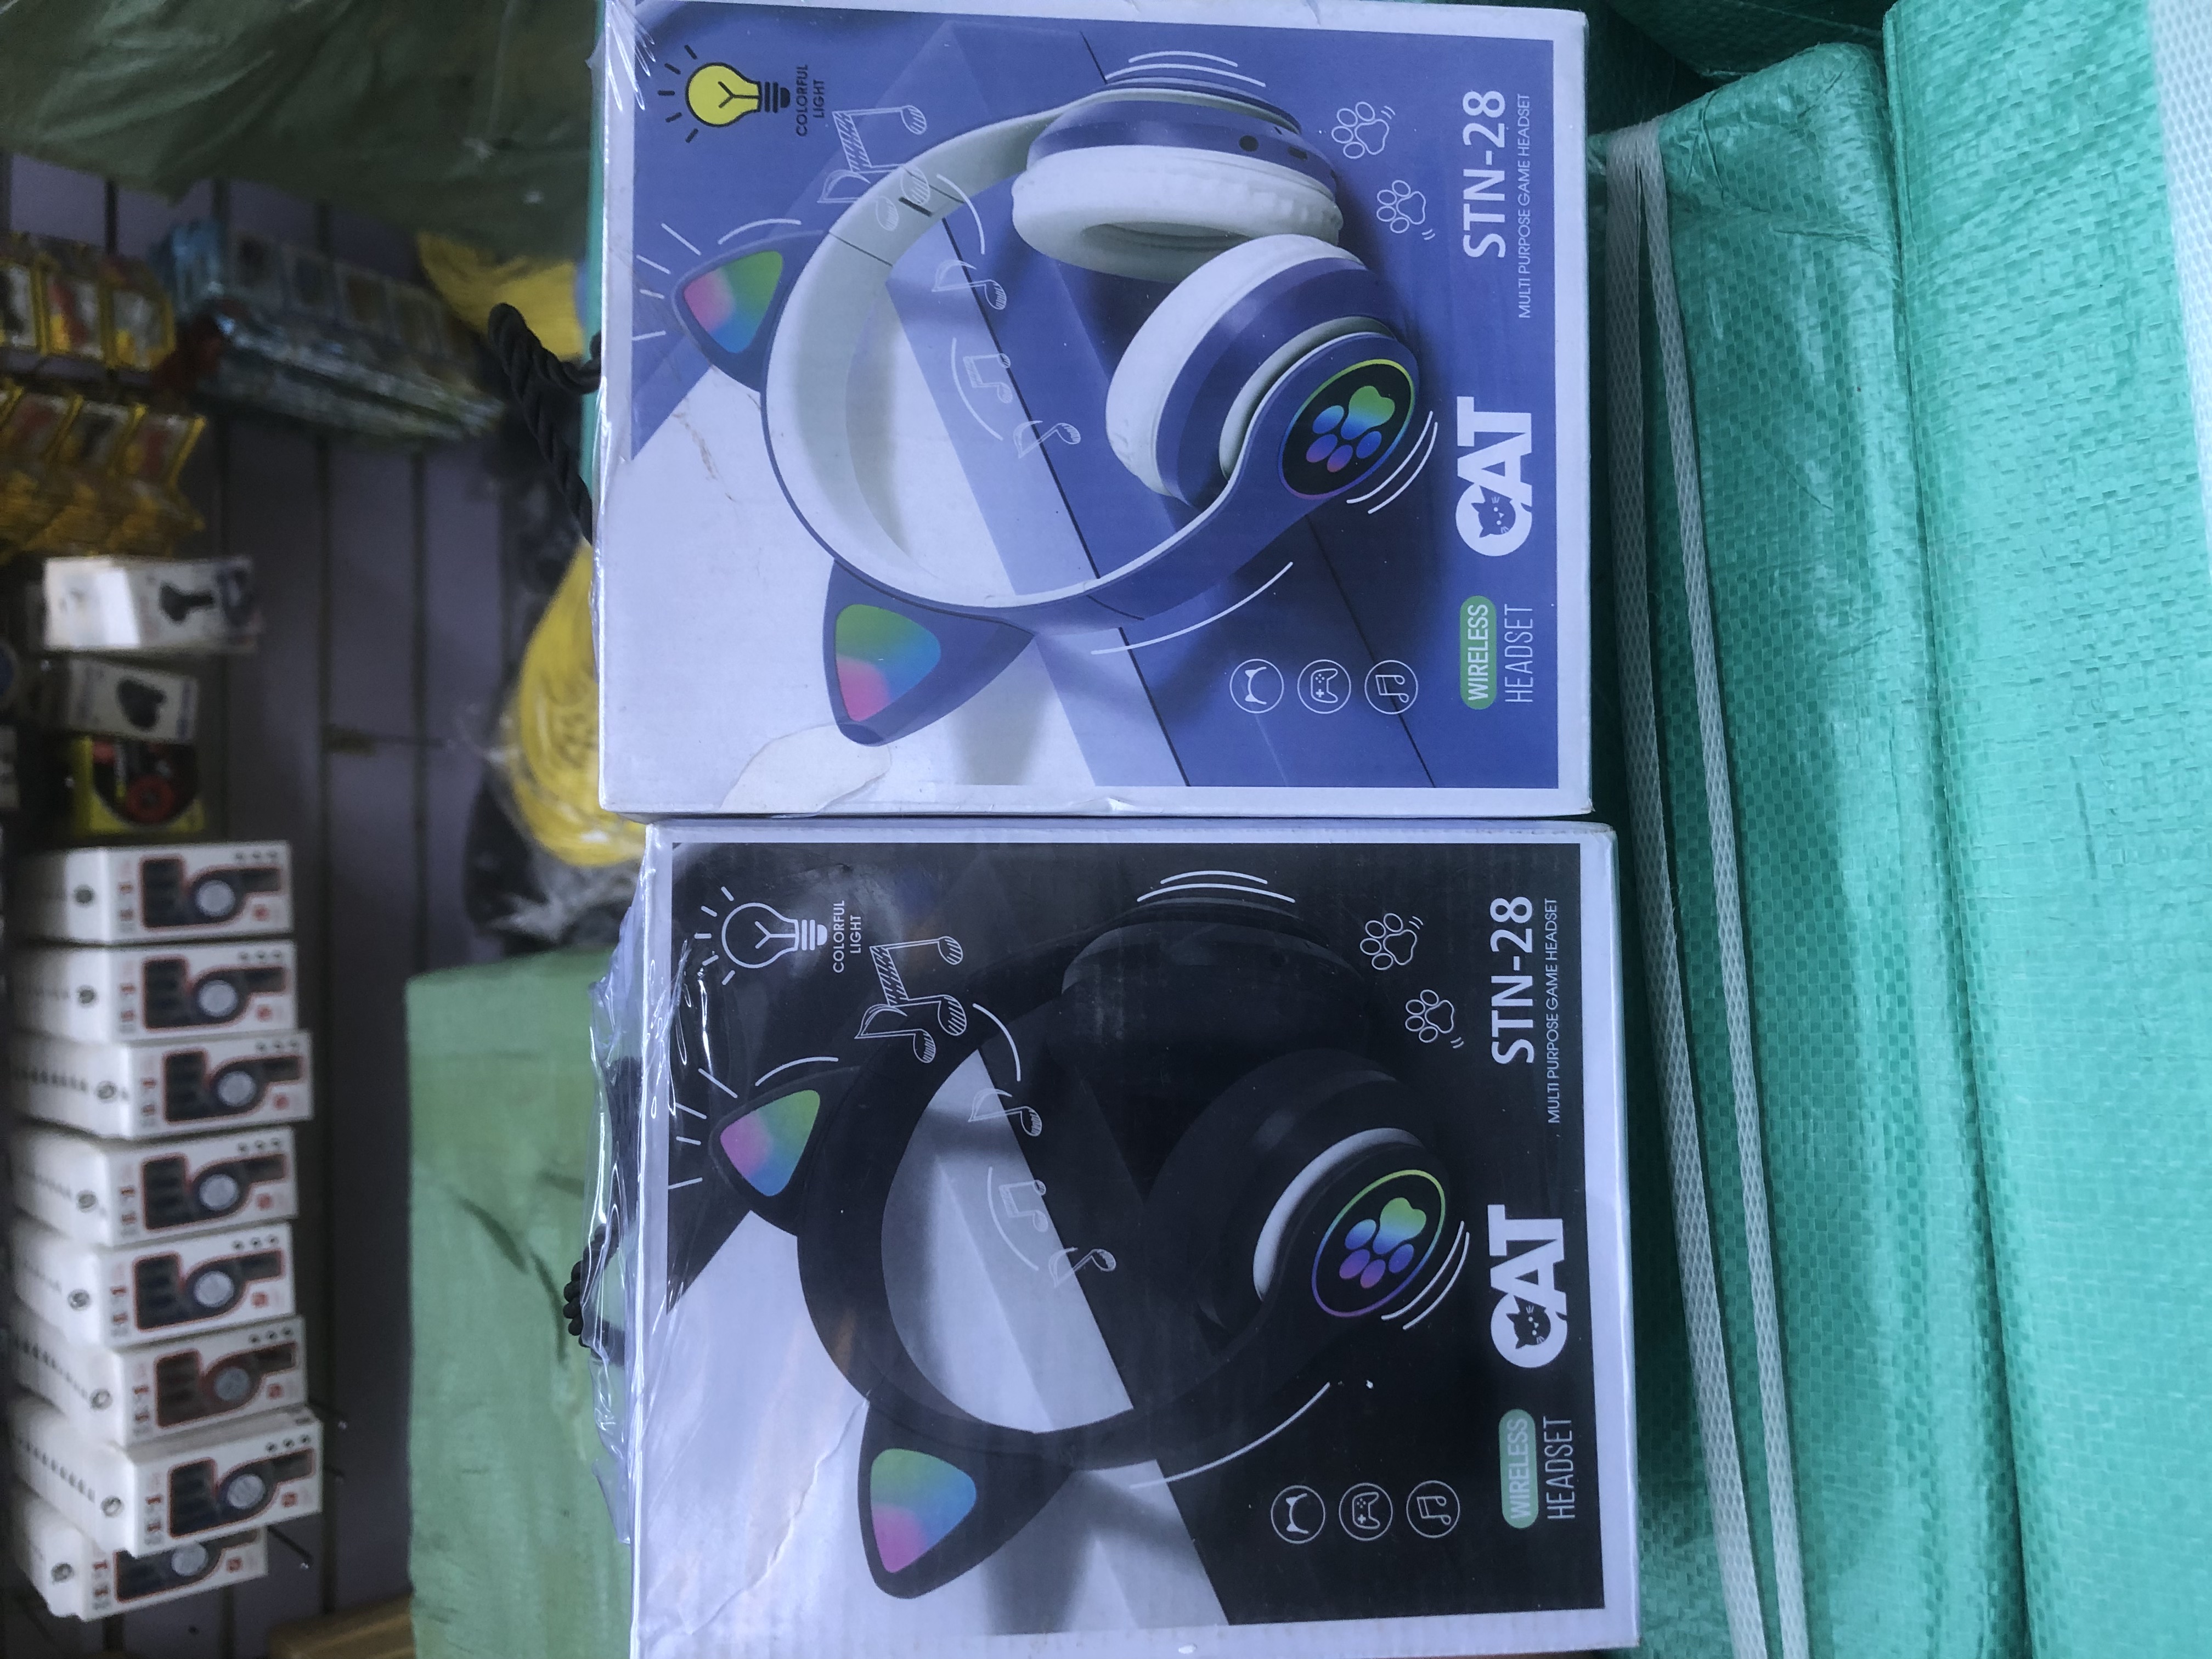 COLORFUL
LIGHT
WIRELESS
HEADSET
CAT
STN-28
MULTI PURPOSE GAME HEADSET
COLORFUL
LIGHT
WIRELESS
HEADSET
CAT
STN-28
MULTI PURPOSE GAME HEADSET